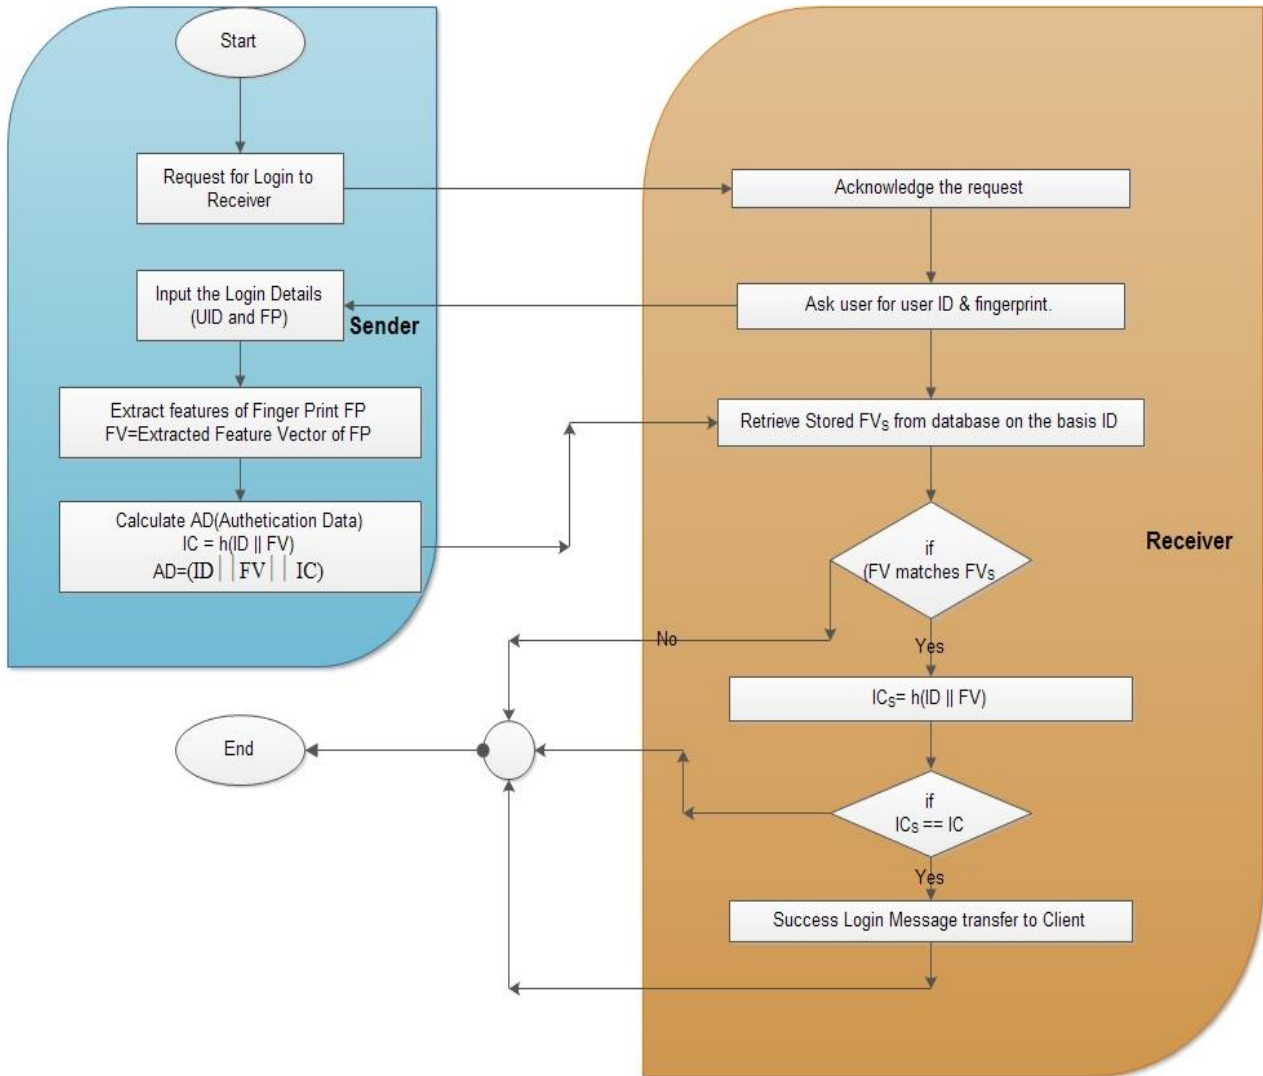 Start
Request for Login to
Receiver
Acknowledge the request
Input the Login Details
(UID and FP)
Ask user for user ID & fingerprint.
Sender
Extract features of Finger Print FP
FV=Extracted Feature Vector of FP
Retrieve Stored FVs from database on the basis ID
Calculate AD(Authetication Data)
IC = h(ID || FV)
AD=(ID||FV|| IC)
if
(FV matches FVs
Receiver
No
Yes
ICs= h(ID || FV)
End
if
ICs == IC
Yes
Success Login Message transfer to Client